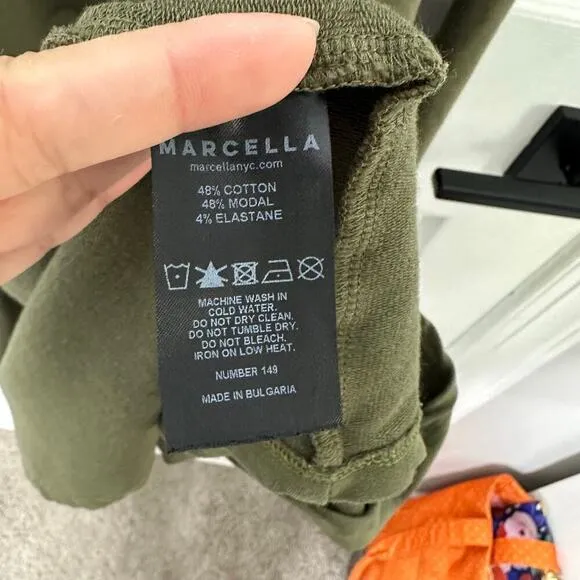 MARCELLA
marcellanyc.com
48% COTTON
48% MODAL
4% ELASTANE
MACHINE WASH IN
COLD WATER.
DO NOT DRY CLEAN.
DO NOT TUMBLE DRY.
DO NOT BLEACH.
IRON ON LOW HEAT.
NUMBER 149
MADE IN BULGARIA